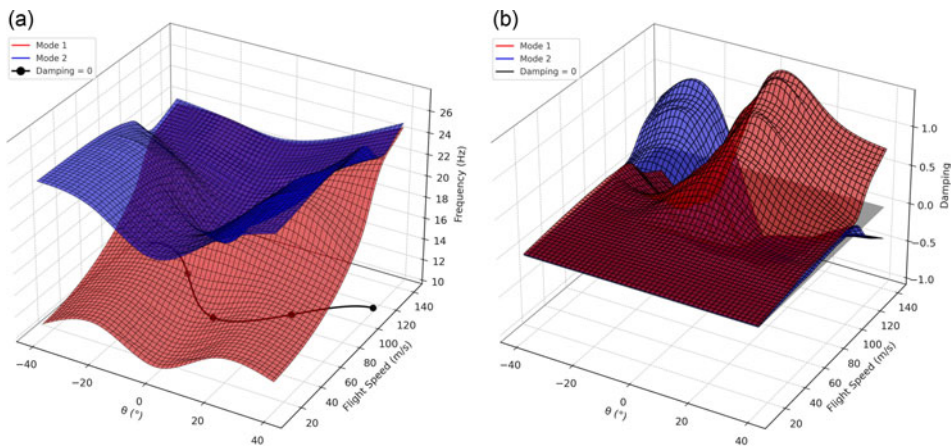 (a)
Mode 1
Mode 2
Damping = 0
26
24
22
20
18
16
14
12
10
Frequency (Hz)
140
120
100
80
60
40
20
Flight Speed (m/s)
−40
−20
0
20
40
θ (°)
(b)
Mode 1
Mode 2
Damping = 0
1.0
0.5
0.0
−0.5
−1.0
Damping
140
120
100
80
60
40
20
Flight Speed (m/s)
−40
−20
0
20
40
θ (°)